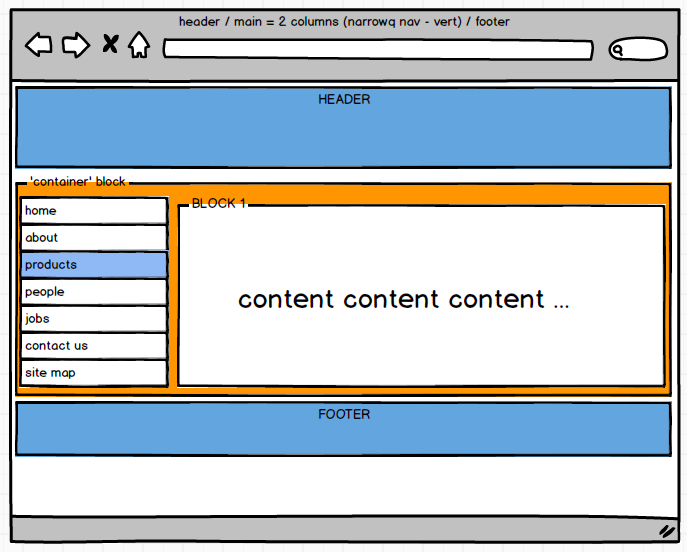 header / main = 2 columns (narrowq nav - vert) / footer
HEADER
'container' block
home
about
products
people
jobs
contact us
site map
BLOCK 1
content content content ...
FOOTER